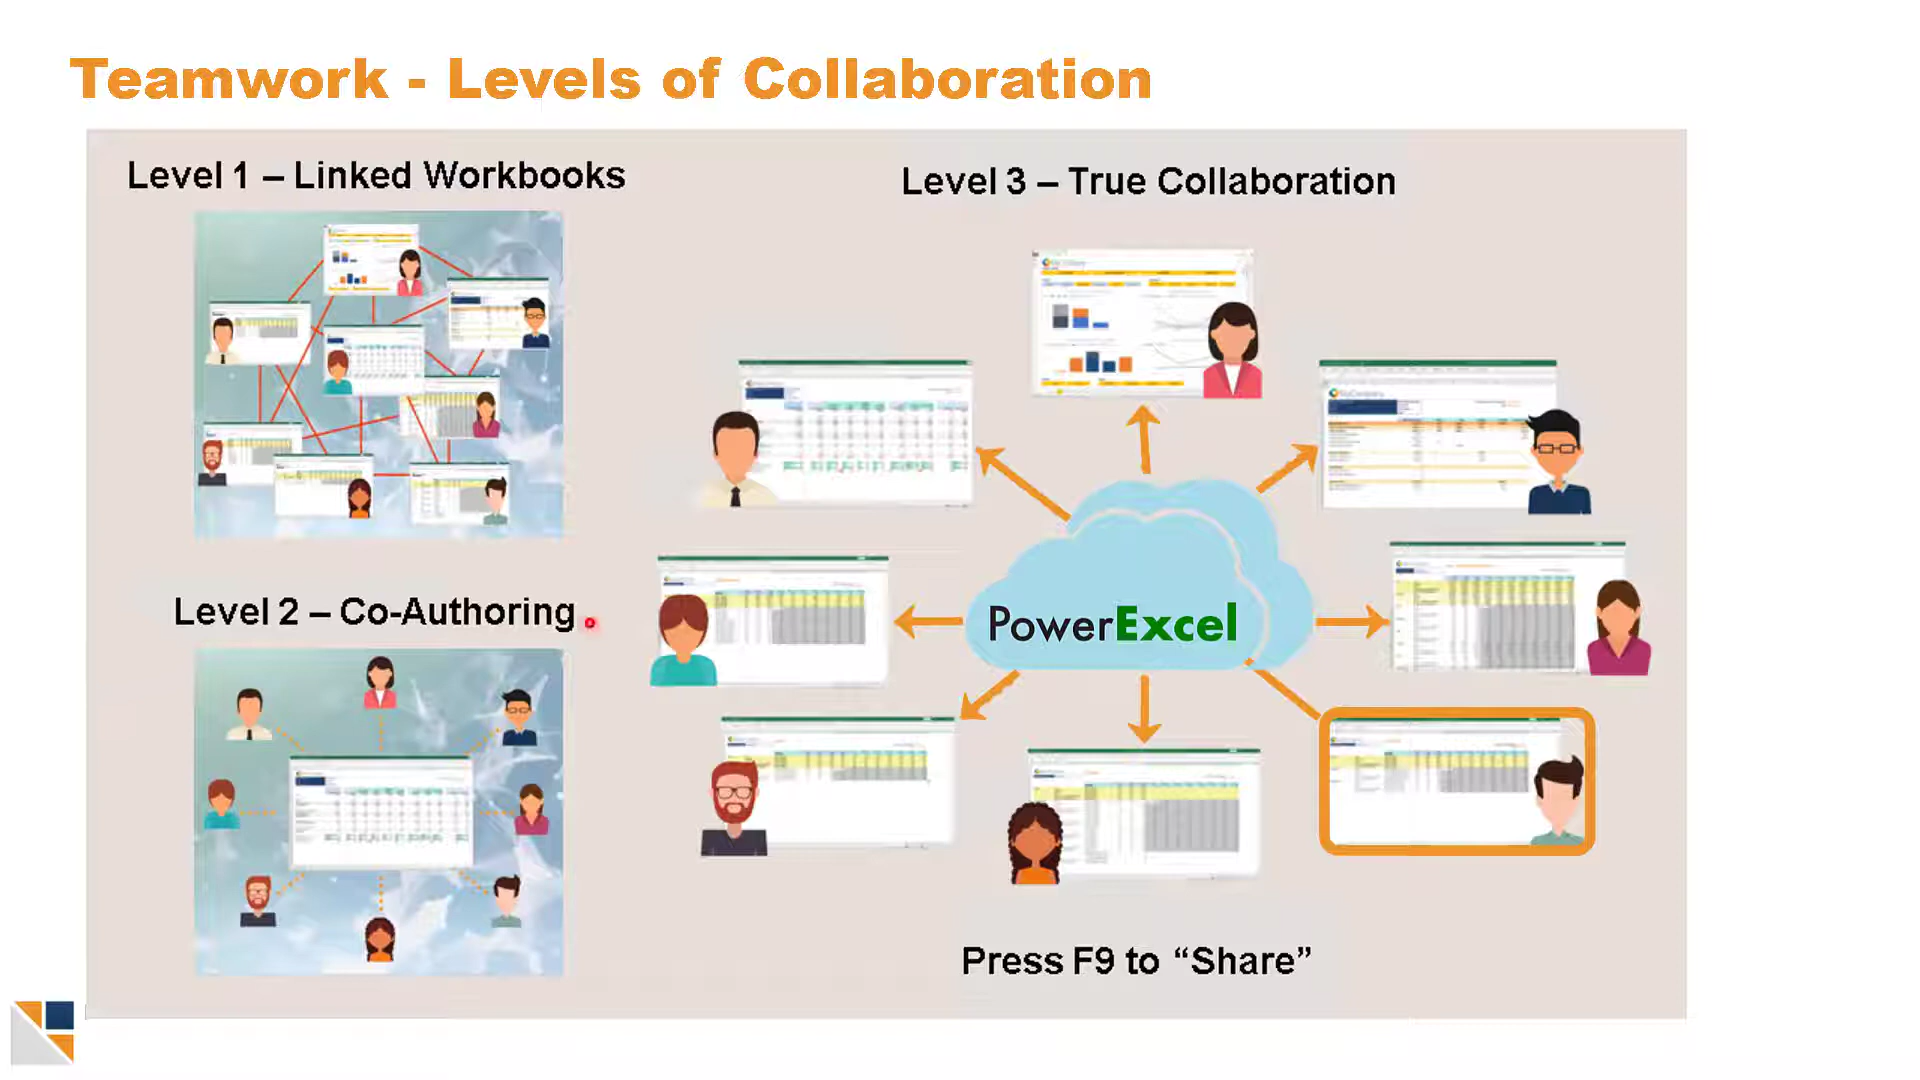 Teamwork - Levels of Collaboration
Level 1 – Linked Workbooks
Level 3 – True Collaboration
Level 2 – Co-Authoring
PowerExcel
Press F9 to “Share”